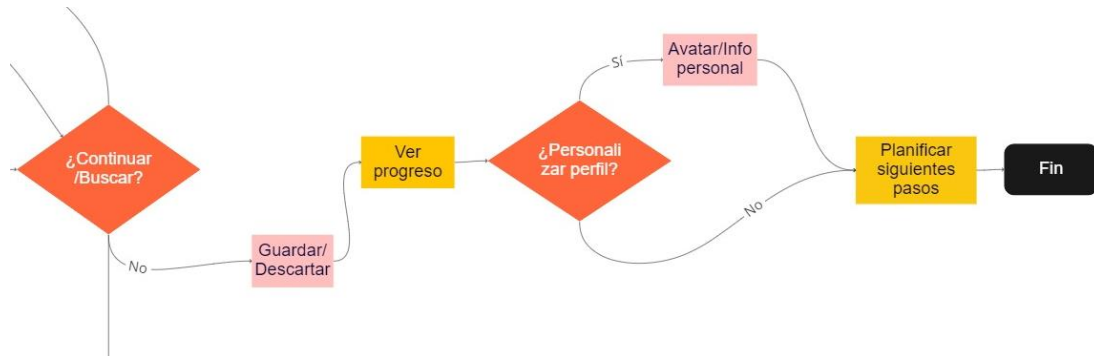 ¿Continuar
/Buscar?
No
Guardar/
Descartar
Ver
progreso
¿Personali
zar perfil?
Sí
Avatar/Info
personal
No
Planificar
siguientes
pasos
Fin